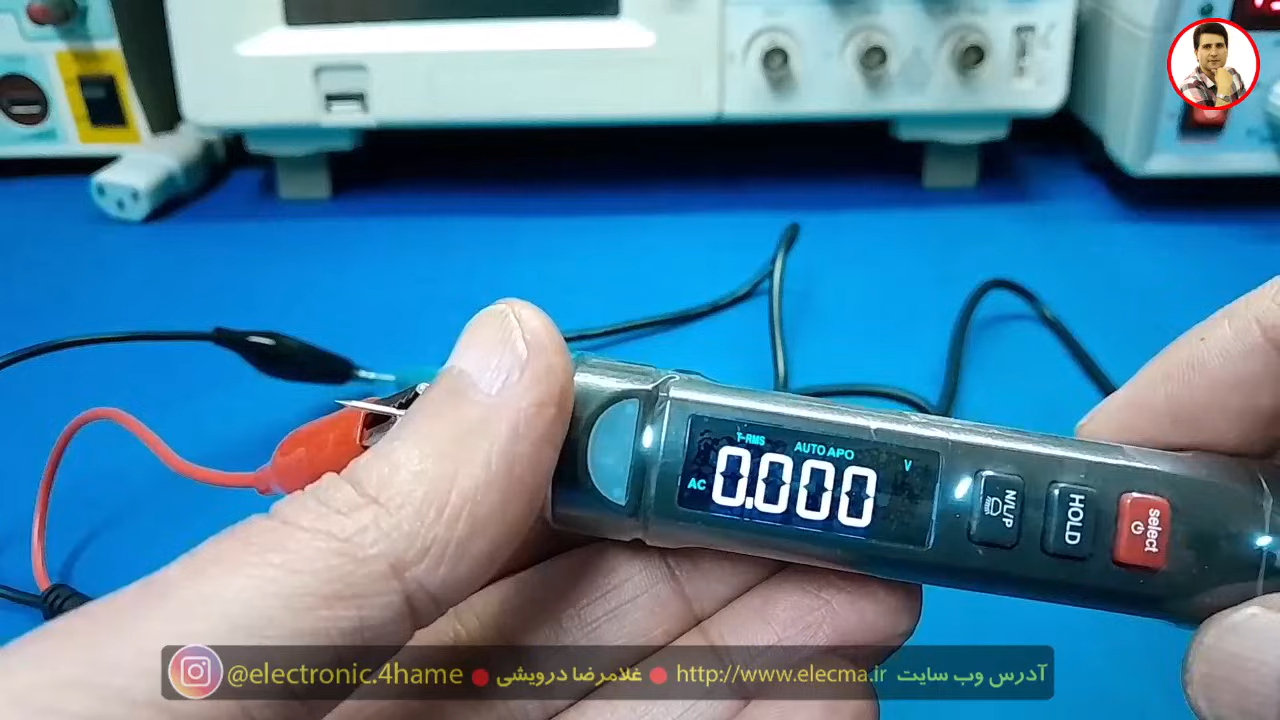 T-RMS
AUTO APO
V
AC
0.000
N/L/P
HOLD
select
@electronic.4hame ● غلامرضا درویشی ● http://www.elecma.ir آدرس وب سایت